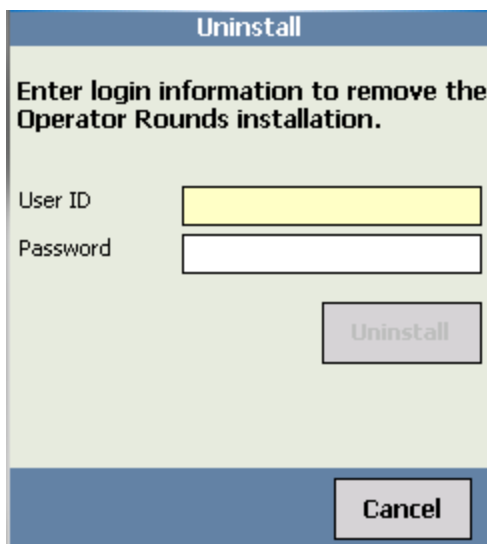 Uninstall
Enter login information to remove the
Operator Rounds installation.
User ID
Password
Uninstall
Cancel